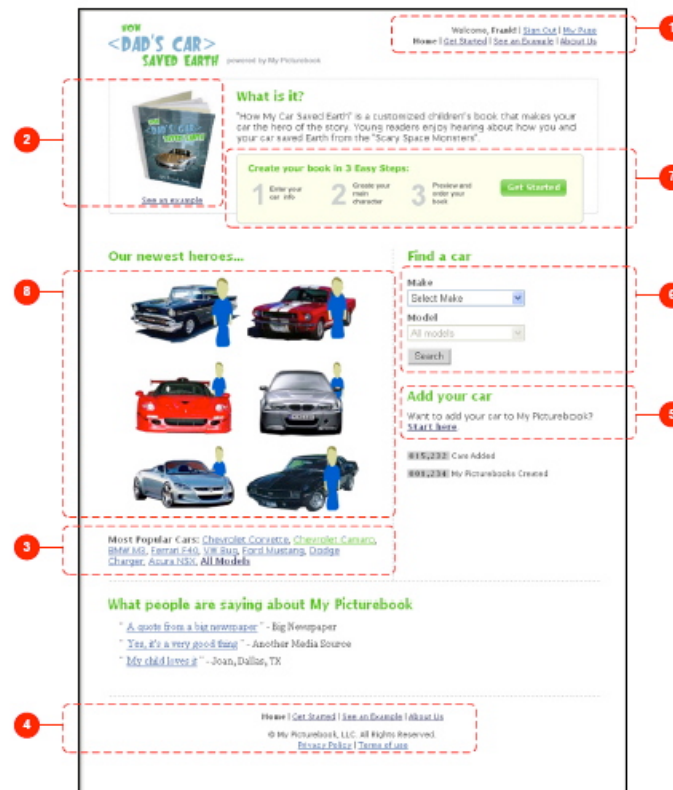 1
HOW
<DAD'S CAR>
SAVED EARTH
powered by My Picturebook
Welcome, Frank! | Sign Out | My Page
Home | Get Started | See an Example | About Us
2
What is it?
"How My Car Saved Earth" is a customized children's book that makes your
car the hero of the story. Young readers enjoy hearing about how you and
your car saved Earth from the "Scary Space Monsters".
HOW
<DAD'S CAR>
SAVED EARTH
See an example
7
Create your book in 3 Easy Steps:
1 Enter your
car info
2 Create your
main
character
3 Preview and
order your
book
Get Started
8
Our newest heroes...
Find a car
6
Make
Select Make
Model
All models
Search
5
Add your car
Want to add your car to My Picturebook?
Start here
015,232 Cars Added
008,234 My Picturebooks Created
3
Most Popular Cars: Chevrolet Corvette, Chevrolet Camaro,
BMW M3, Ferrari F40, VW Bug, Ford Mustang, Dodge
Charger, Acura NSX, All Models
What people are saying about My Picturebook
" A quote from a big newspaper " - Big Newspaper
" Yes, it's a very good thing " - Another Media Source
" My child loves it " - Joan, Dallas, TX
4
Home | Get Started | See an Example | About Us
© My Picturebook, LLC. All Rights Reserved.
Privacy Policy | Terms of use